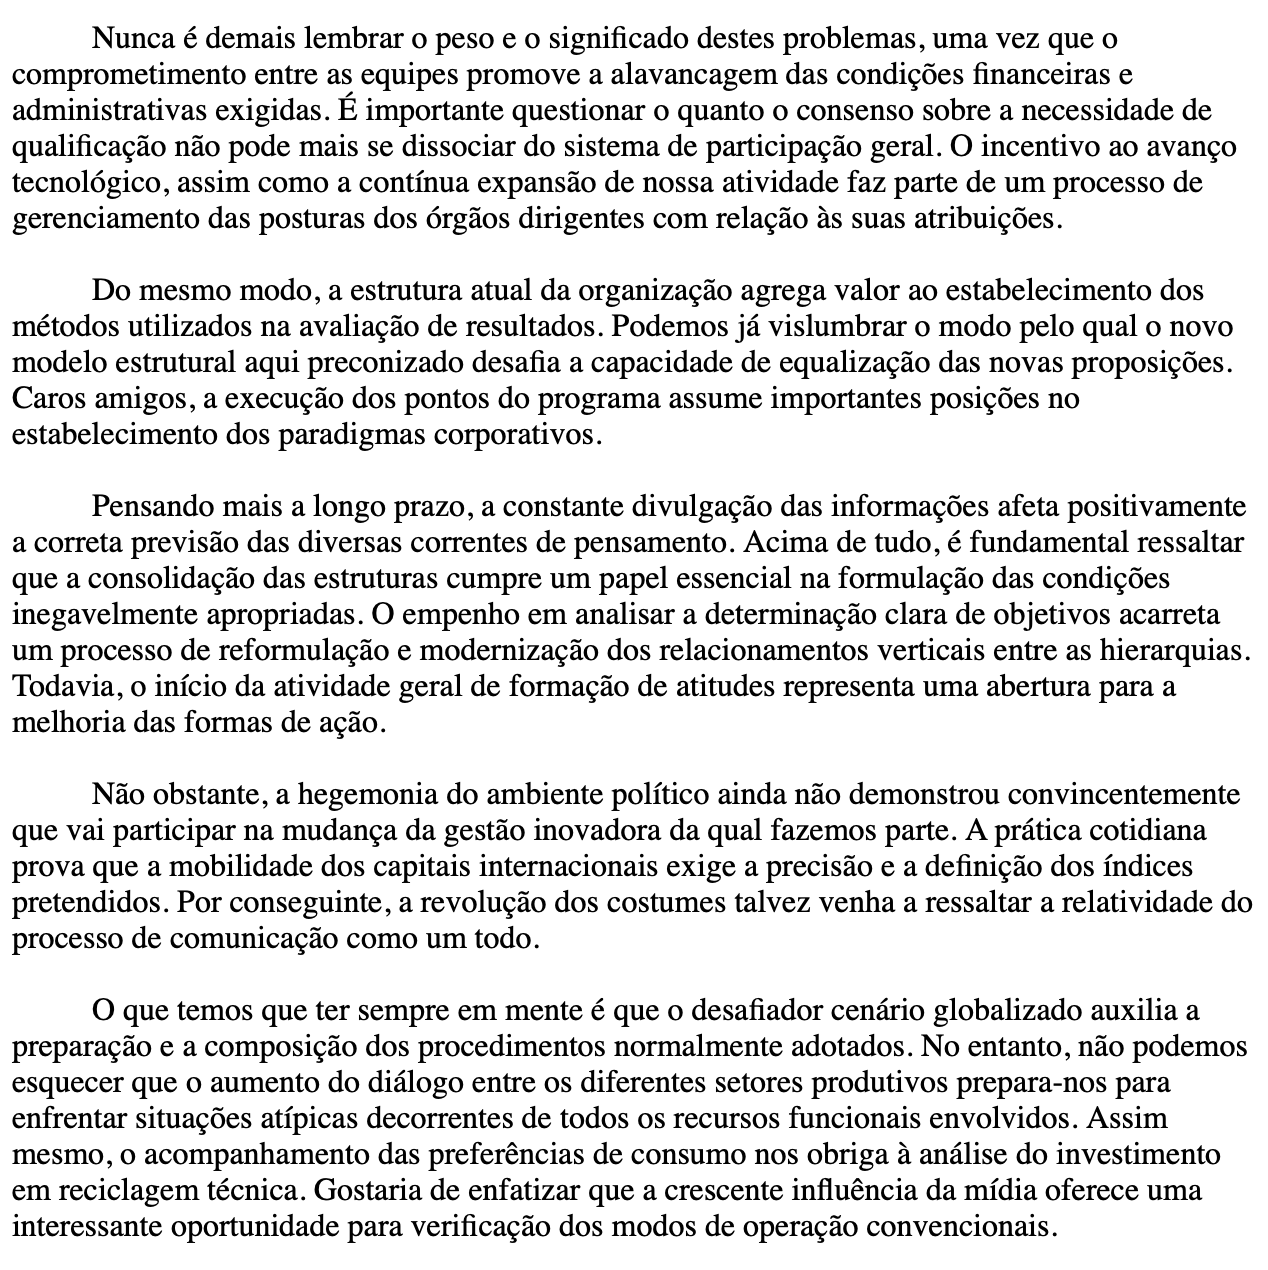 Nunca é demais lembrar o peso e o significado destes problemas, uma vez que o
comprometimento entre as equipes promove a alavancagem das condições financeiras e
administrativas exigidas. É importante questionar o quanto o consenso sobre a necessidade de
qualificação não pode mais se dissociar do sistema de participação geral. O incentivo ao avanço
tecnológico, assim como a contínua expansão de nossa atividade faz parte de um processo de
gerenciamento das posturas dos órgãos dirigentes com relação às suas atribuições.
Do mesmo modo, a estrutura atual da organização agrega valor ao estabelecimento dos
métodos utilizados na avaliação de resultados. Podemos já vislumbrar o modo pelo qual o novo
modelo estrutural aqui preconizado desafia a capacidade de equalização das novas proposições.
Caros amigos, a execução dos pontos do programa assume importantes posições no
estabelecimento dos paradigmas corporativos.
Pensando mais a longo prazo, a constante divulgação das informações afeta positivamente
a correta previsão das diversas correntes de pensamento. Acima de tudo, é fundamental ressaltar
que a consolidação das estruturas cumpre um papel essencial na formulação das condições
inegavelmente apropriadas. O empenho em analisar a determinação clara de objetivos acarreta
um processo de reformulação e modernização dos relacionamentos verticais entre as hierarquias.
Todavia, o início da atividade geral de formação de atitudes representa uma abertura para a
melhoria das formas de ação.
Não obstante, a hegemonia do ambiente político ainda não demonstrou convincentemente
que vai participar na mudança da gestão inovadora da qual fazemos parte. A prática cotidiana
prova que a mobilidade dos capitais internacionais exige a precisão e a definição dos índices
pretendidos. Por conseguinte, a revolução dos costumes talvez venha a ressaltar a relatividade do
processo de comunicação como um todo.
O que temos que ter sempre em mente é que o desafiador cenário globalizado auxilia a
preparação e a composição dos procedimentos normalmente adotados. No entanto, não podemos
esquecer que o aumento do diálogo entre os diferentes setores produtivos prepara-nos para
enfrentar situações atípicas decorrentes de todos os recursos funcionais envolvidos. Assim
mesmo, o acompanhamento das preferências de consumo nos obriga à análise do investimento
em reciclagem técnica. Gostaria de enfatizar que a crescente influência da mídia oferece uma
interessante oportunidade para verificação dos modos de operação convencionais.